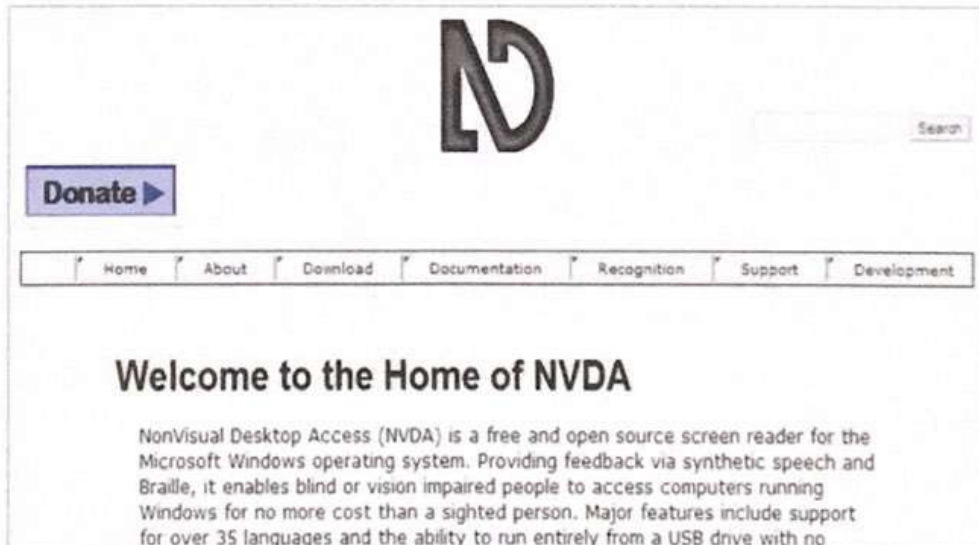 Search
Donate
Home About Download Documentation Recognition Support Development
Welcome to the Home of NVDA
NonVisual Desktop Access (NVDA) is a free and open source screen reader for the
Microsoft Windows operating system. Providing feedback via synthetic speech and
Braille, it enables blind or vision impaired people to access computers running
Windows for no more cost than a sighted person. Major features include support
for over 35 languages and the ability to run entirely from a USB drive with no